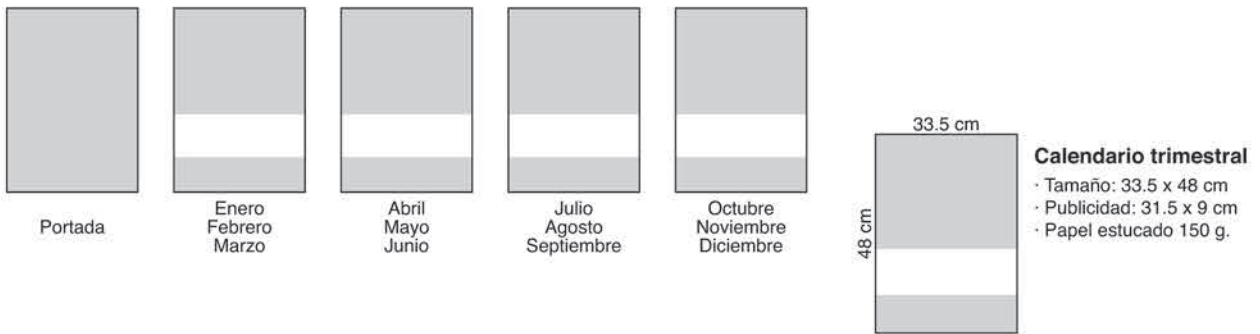 Portada
Enero
Febrero
Marzo
Abril
Mayo
Junio
Julio
Agosto
Septiembre
Octubre
Noviembre
Diciembre
33.5 cm
48 cm
Calendario trimestral
· Tamaño: 33.5 x 48 cm
· Publicidad: 31.5 x 9 cm
· Papel estucado 150 g.